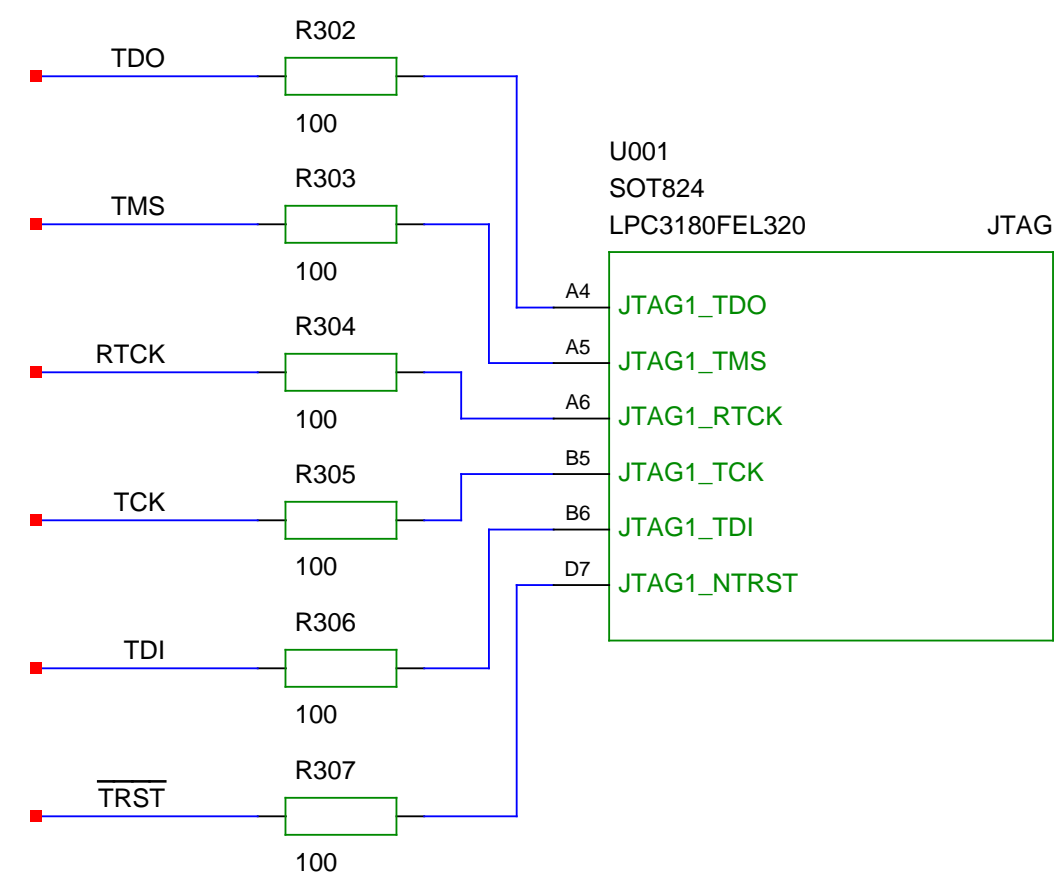 R302
TDO
100
R303
TMS
100
R304
RTCK
100
R305
TCK
100
R306
TDI
100
R307
TRST
100
U001
SOT824
LPC3180FEL320 JTAG
A4 JTAG1_TDO
A5 JTAG1_TMS
A6 JTAG1_RTCK
B5 JTAG1_TCK
B6 JTAG1_TDI
D7 JTAG1_NTRST